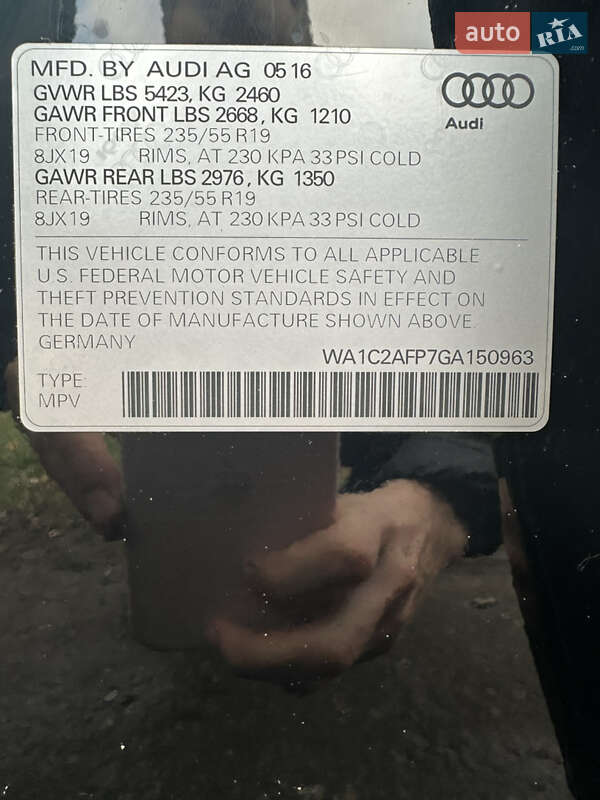 auto RIA .com
MFD. BY AUDI AG 05 16
GVWR LBS 5423, KG 2460
GAWR FRONT LBS 2668, KG 1210
FRONT-TIRES 235/55 R19
8JX19 RIMS, AT 230 KPA 33 PSI COLD
GAWR REAR LBS 2976, KG 1350
REAR-TIRES 235/55 R19
8JX19 RIMS, AT 230 KPA 33 PSI COLD
Audi
THIS VEHICLE CONFORMS TO ALL APPLICABLE
U.S. FEDERAL MOTOR VEHICLE SAFETY AND
THEFT PREVENTION STANDARDS IN EFFECT ON
THE DATE OF MANUFACTURE SHOWN ABOVE.
GERMANY
WA1C2AFP7GA150963
TYPE:
MPV